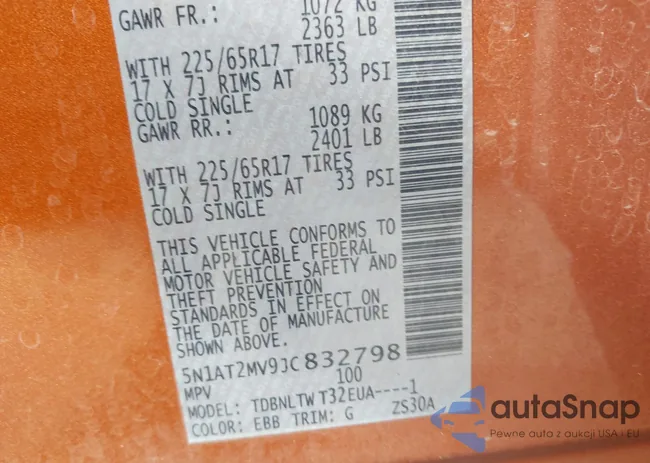 GAWR FR.: 1072 KG
2363 LB
WITH 225/65R17 TIRES
17 X 7J RIMS AT 33 PSI
COLD SINGLE
GAWR RR.: 1089 KG
2401 LB
WITH 225/65R17 TIRES
17 X 7J RIMS AT 33 PSI
COLD SINGLE
THIS VEHICLE CONFORMS TO
ALL APPLICABLE FEDERAL
MOTOR VEHICLE SAFETY AND
THEFT PREVENTION
STANDARDS IN EFFECT ON
THE DATE OF MANUFACTURE
SHOWN ABOVE.
5N1AT2MV9JC832798
MPV 100
MODEL: TDBNLTW T32EUA----1
COLOR: EBB TRIM: G ZS30A
autaSnap
Pewne auta z aukcji USA i EU